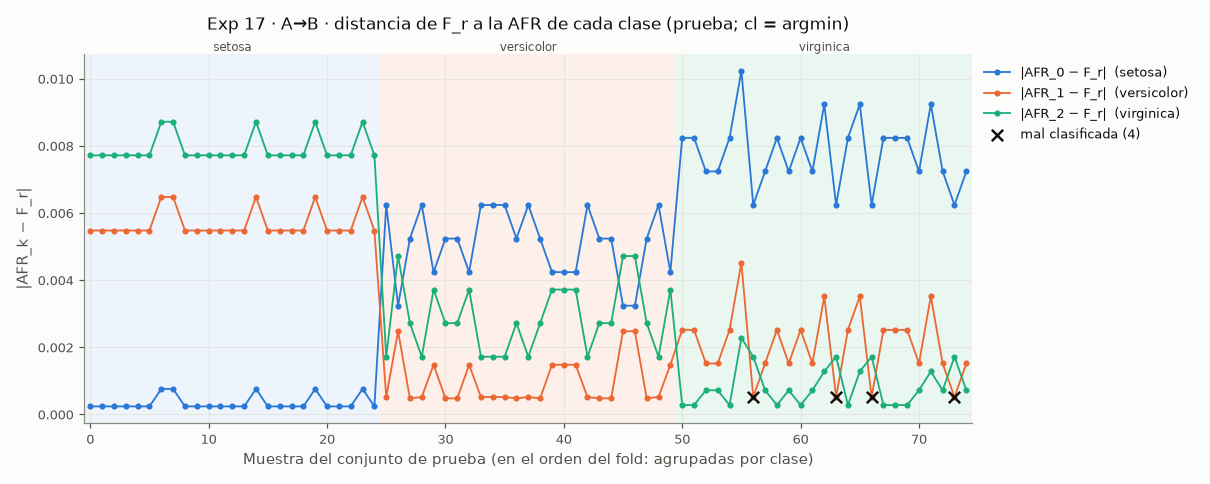 Exp 17 · A→B · distancia de F_r a la AFR de cada clase (prueba; cl = argmin)
setosa versicolor virginica
|AFR_0 − F_r| (setosa)
|AFR_1 − F_r| (versicolor)
|AFR_2 − F_r| (virginica)
mal clasificada (4)
|AFR_k − F_r|
0.010
0.008
0.006
0.004
0.002
0.000
0 10 20 30 40 50 60 70
Muestra del conjunto de prueba (en el orden del fold: agrupadas por clase)